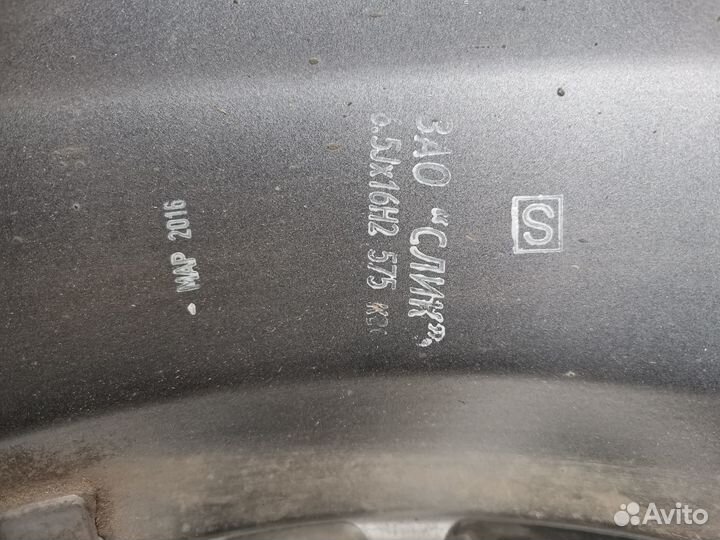 ЗАО "СЛИК",
6.5Jx16H2 575
МАР 2016
S
Avito